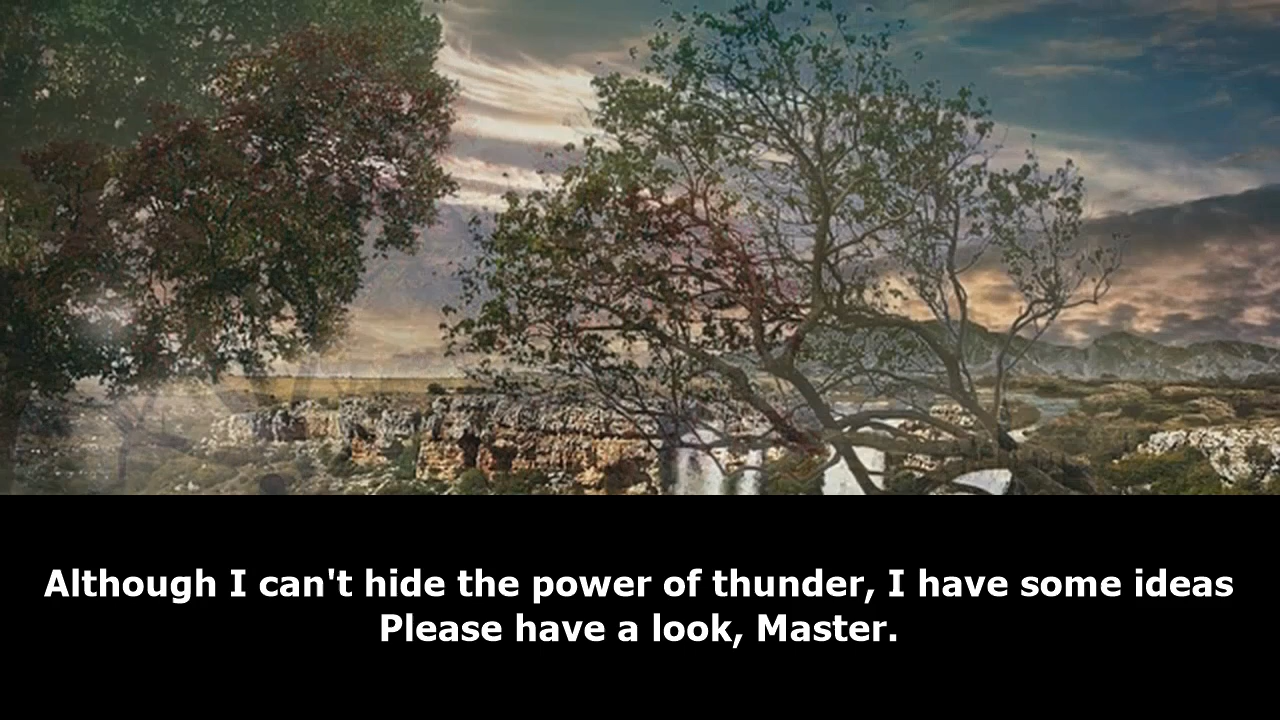 Although I can't hide the power of thunder, I have some ideas
Please have a look, Master.